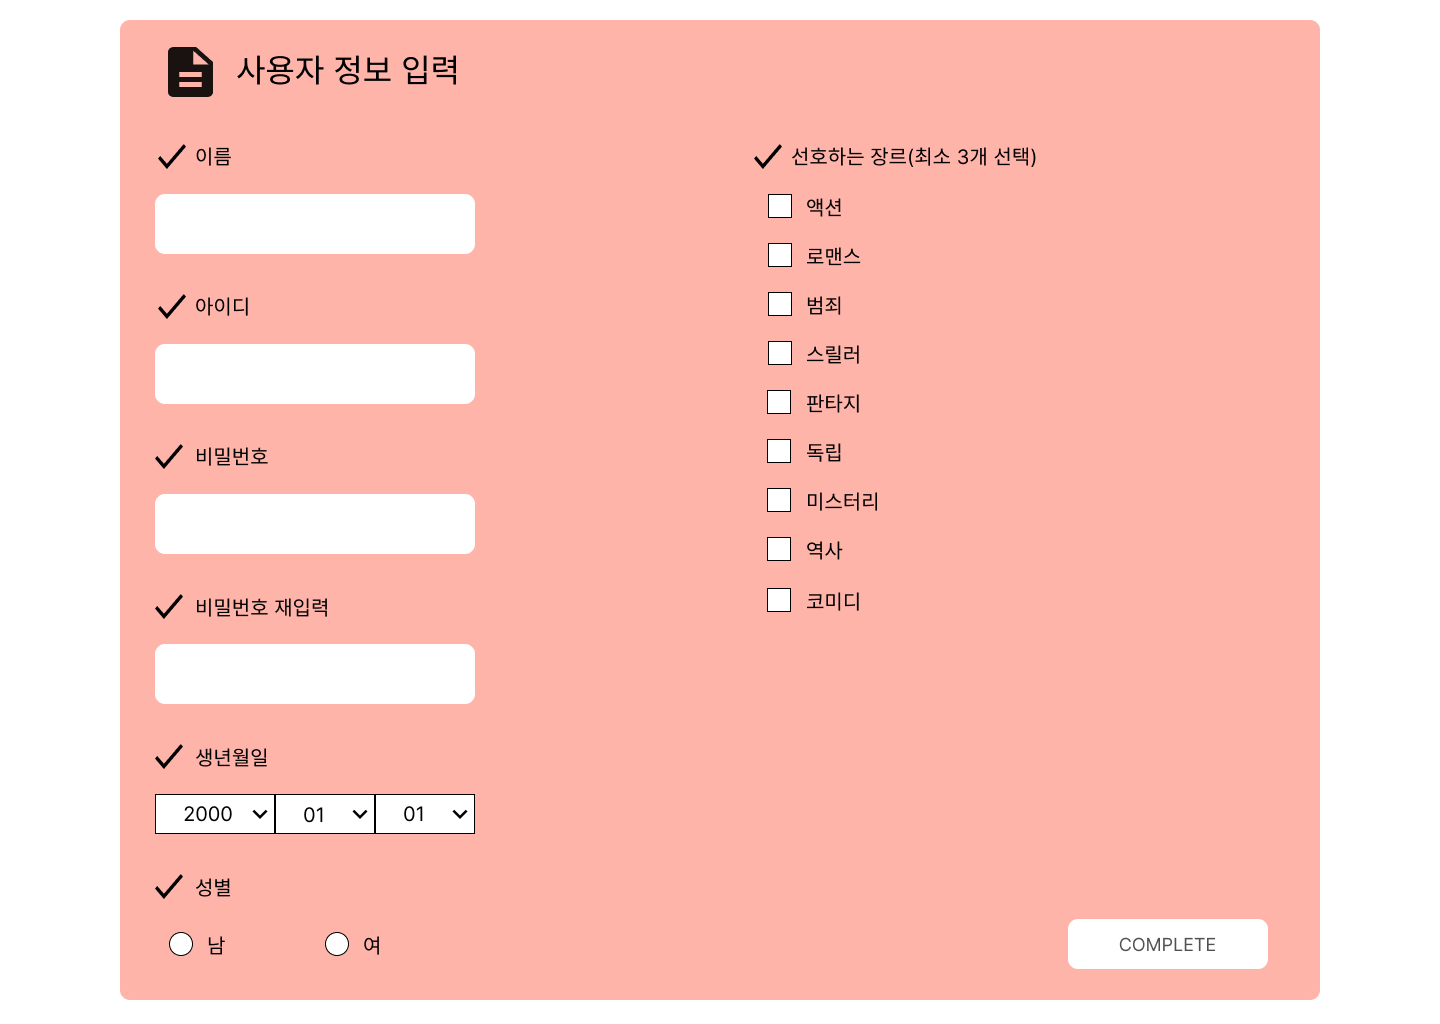 사용자 정보 입력
이름
아이디
비밀번호
비밀번호 재입력
생년월일
2000 01 01
성별
남 여
선호하는 장르(최소 3개 선택)
액션
로맨스
범죄
스릴러
판타지
독립
미스터리
역사
코미디
COMPLETE